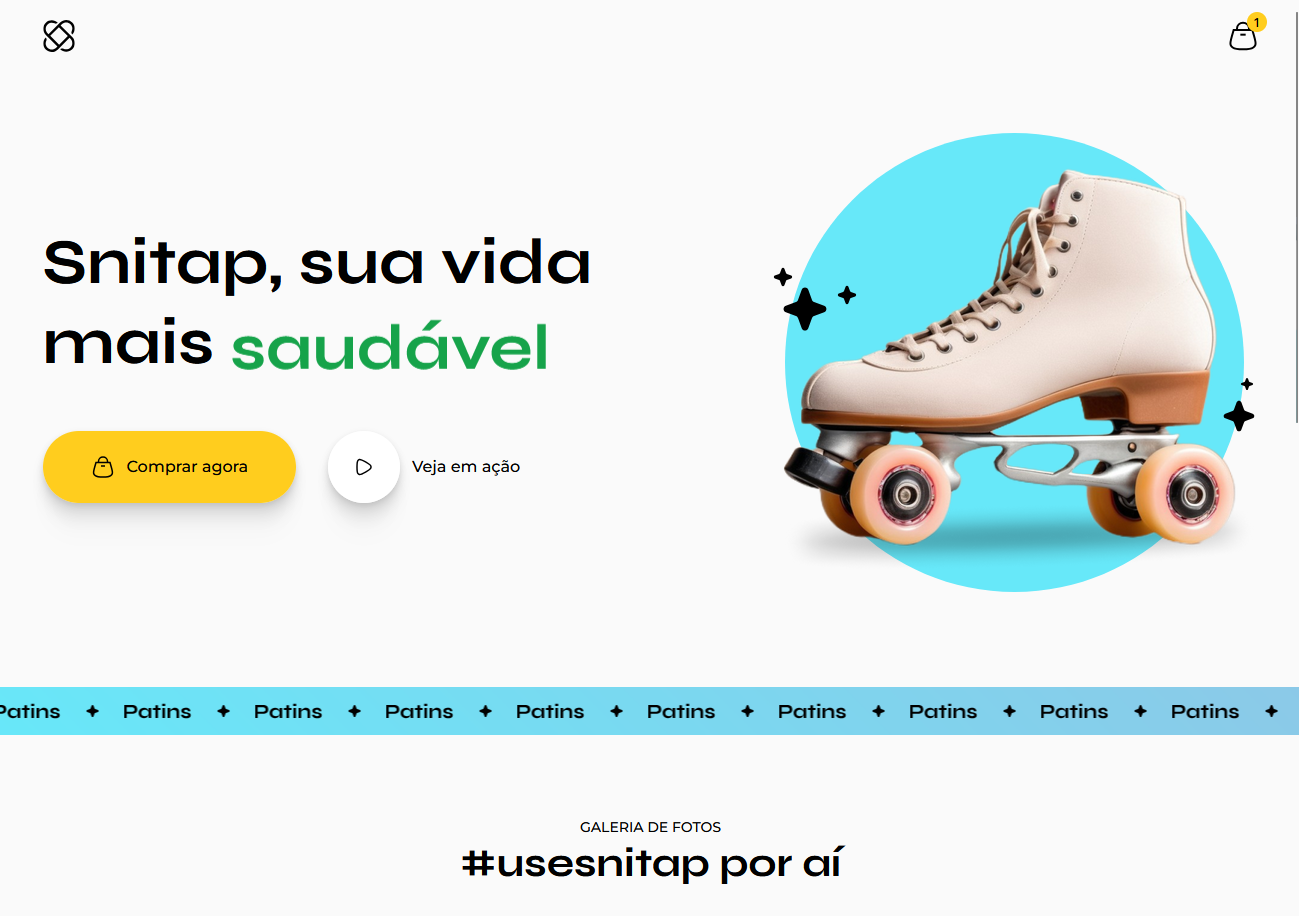 1
Snitap, sua vida
mais saudável
Comprar agora
Veja em ação
Patins ✦ Patins ✦ Patins ✦ Patins ✦ Patins ✦ Patins ✦ Patins ✦ Patins ✦ Patins ✦ Patins ✦
GALERIA DE FOTOS
#usesnitap por aí